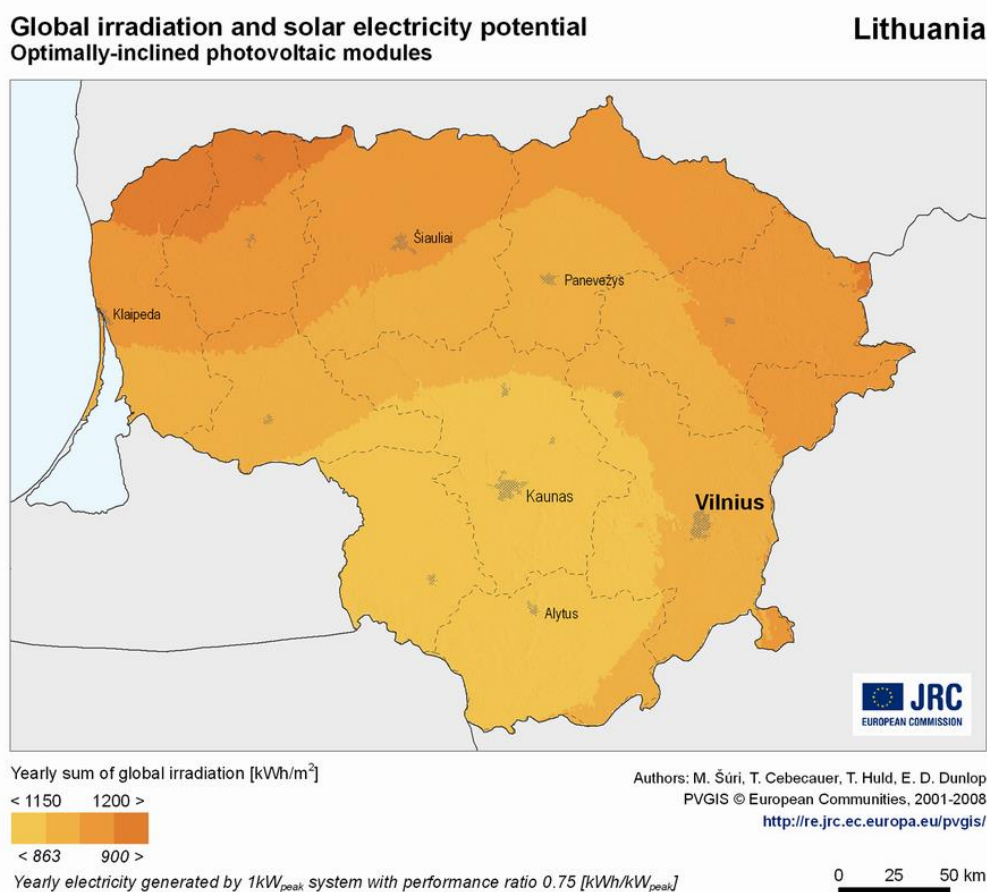 Global irradiation and solar electricity potential
Optimally-inclined photovoltaic modules
Lithuania
Šiauliai
Panevežys
Klaipeda
Kaunas
Vilnius
Alytus
JRC
EUROPEAN COMMISSION
Yearly sum of global irradiation [kWh/m²]
< 1150 1200 >
< 863 900 >
Yearly electricity generated by 1kWpeak system with performance ratio 0.75 [kWh/kWpeak]
Authors: M. Šúri, T. Cebecauer, T. Huld, E. D. Dunlop
PVGIS © European Communities, 2001-2008
http://re.jrc.ec.europa.eu/pvgis/
0 25 50 km